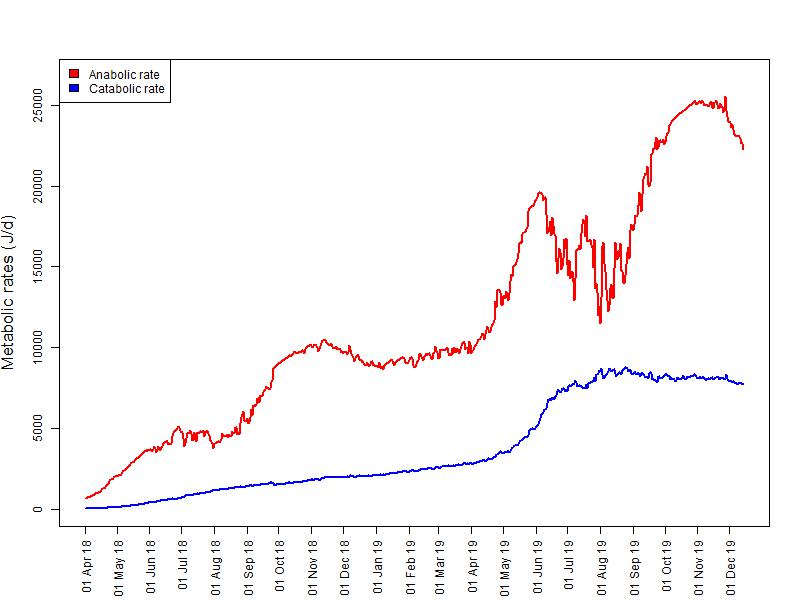 Anabolic rate
Catabolic rate
Metabolic rates (J/d)
25000
20000
15000
10000
5000
0
01 Apr 18
01 May 18
01 Jun 18
01 Jul 18
01 Aug 18
01 Sep 18
01 Oct 18
01 Nov 18
01 Dec 18
01 Jan 19
01 Feb 19
01 Mar 19
01 Apr 19
01 May 19
01 Jun 19
01 Jul 19
01 Aug 19
01 Sep 19
01 Oct 19
01 Nov 19
01 Dec 19